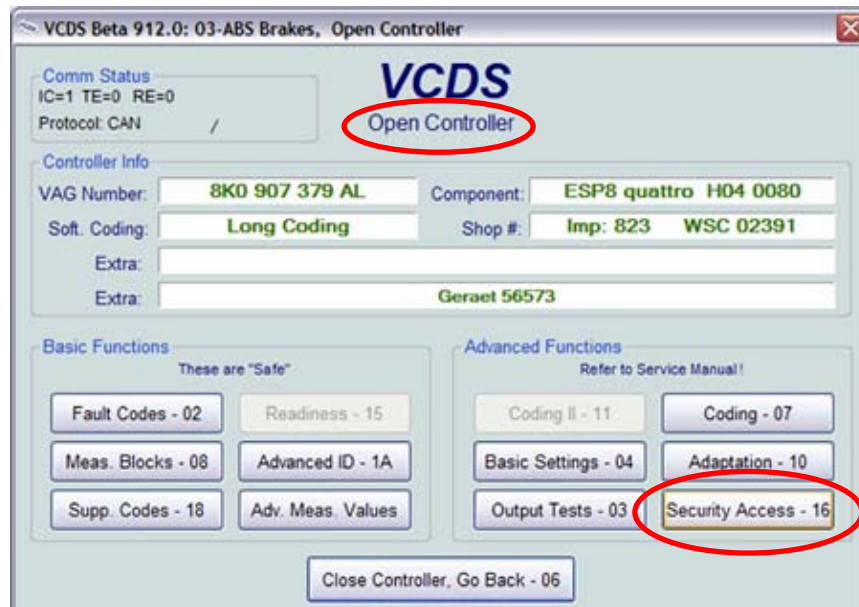 VCDS Beta 912.0: 03-ABS Brakes, Open Controller
Comm Status
IC=1 TE=0 RE=0
Protocol: CAN /
VCDS
Open Controller
Controller Info
VAG Number: 8K0 907 379 AL Component: ESP8 quattro H04 0080
Soft. Coding: Long Coding Shop #: Imp: 823 WSC 02391
Extra:
Extra: Geraet 56573
Basic Functions
These are "Safe"
Fault Codes - 02 Readiness - 15
Meas. Blocks - 08 Advanced ID - 1A
Supp. Codes - 18 Adv. Meas. Values
Advanced Functions
Refer to Service Manual!
Coding II - 11 Coding - 07
Basic Settings - 04 Adaptation - 10
Output Tests - 03 Security Access - 16
Close Controller, Go Back - 06